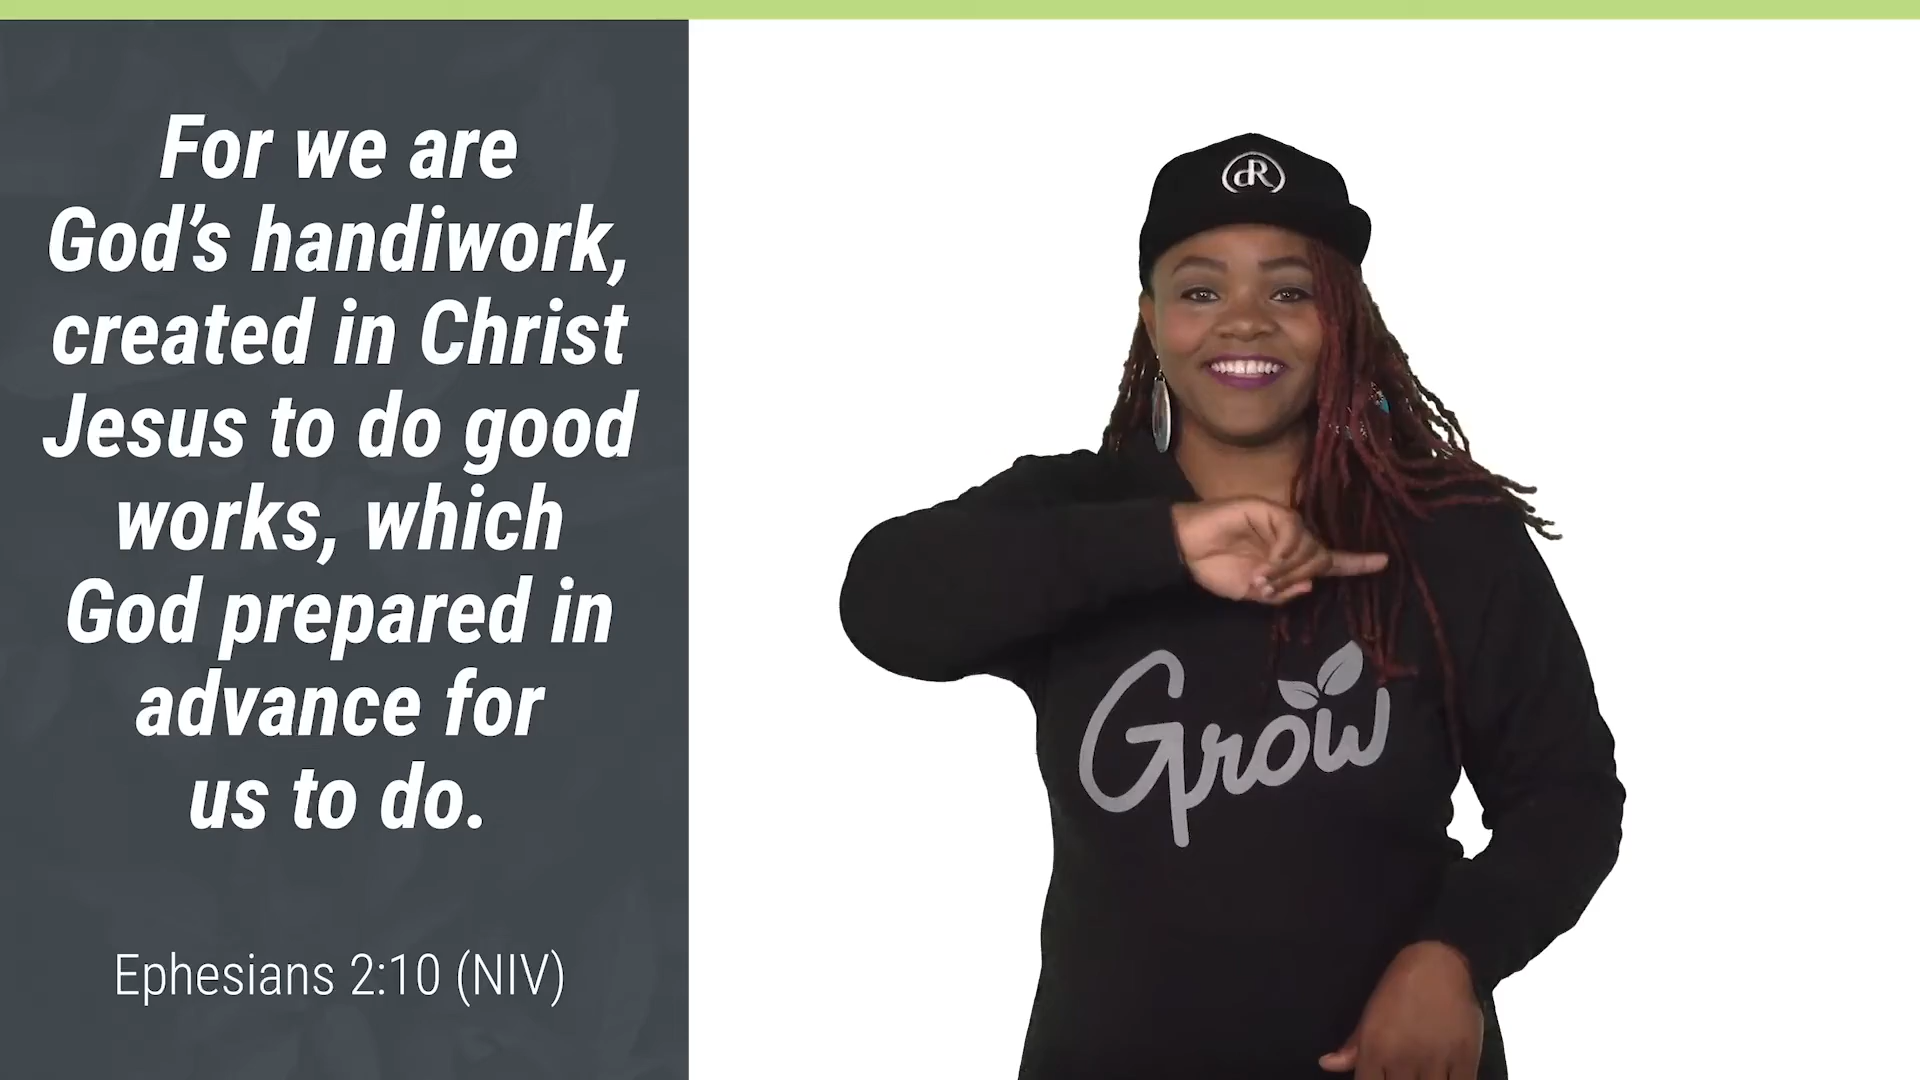 For we are
God’s handiwork,
created in Christ
Jesus to do good
works, which
God prepared in
advance for
us to do.
Ephesians 2:10 (NIV)
dR
Grow